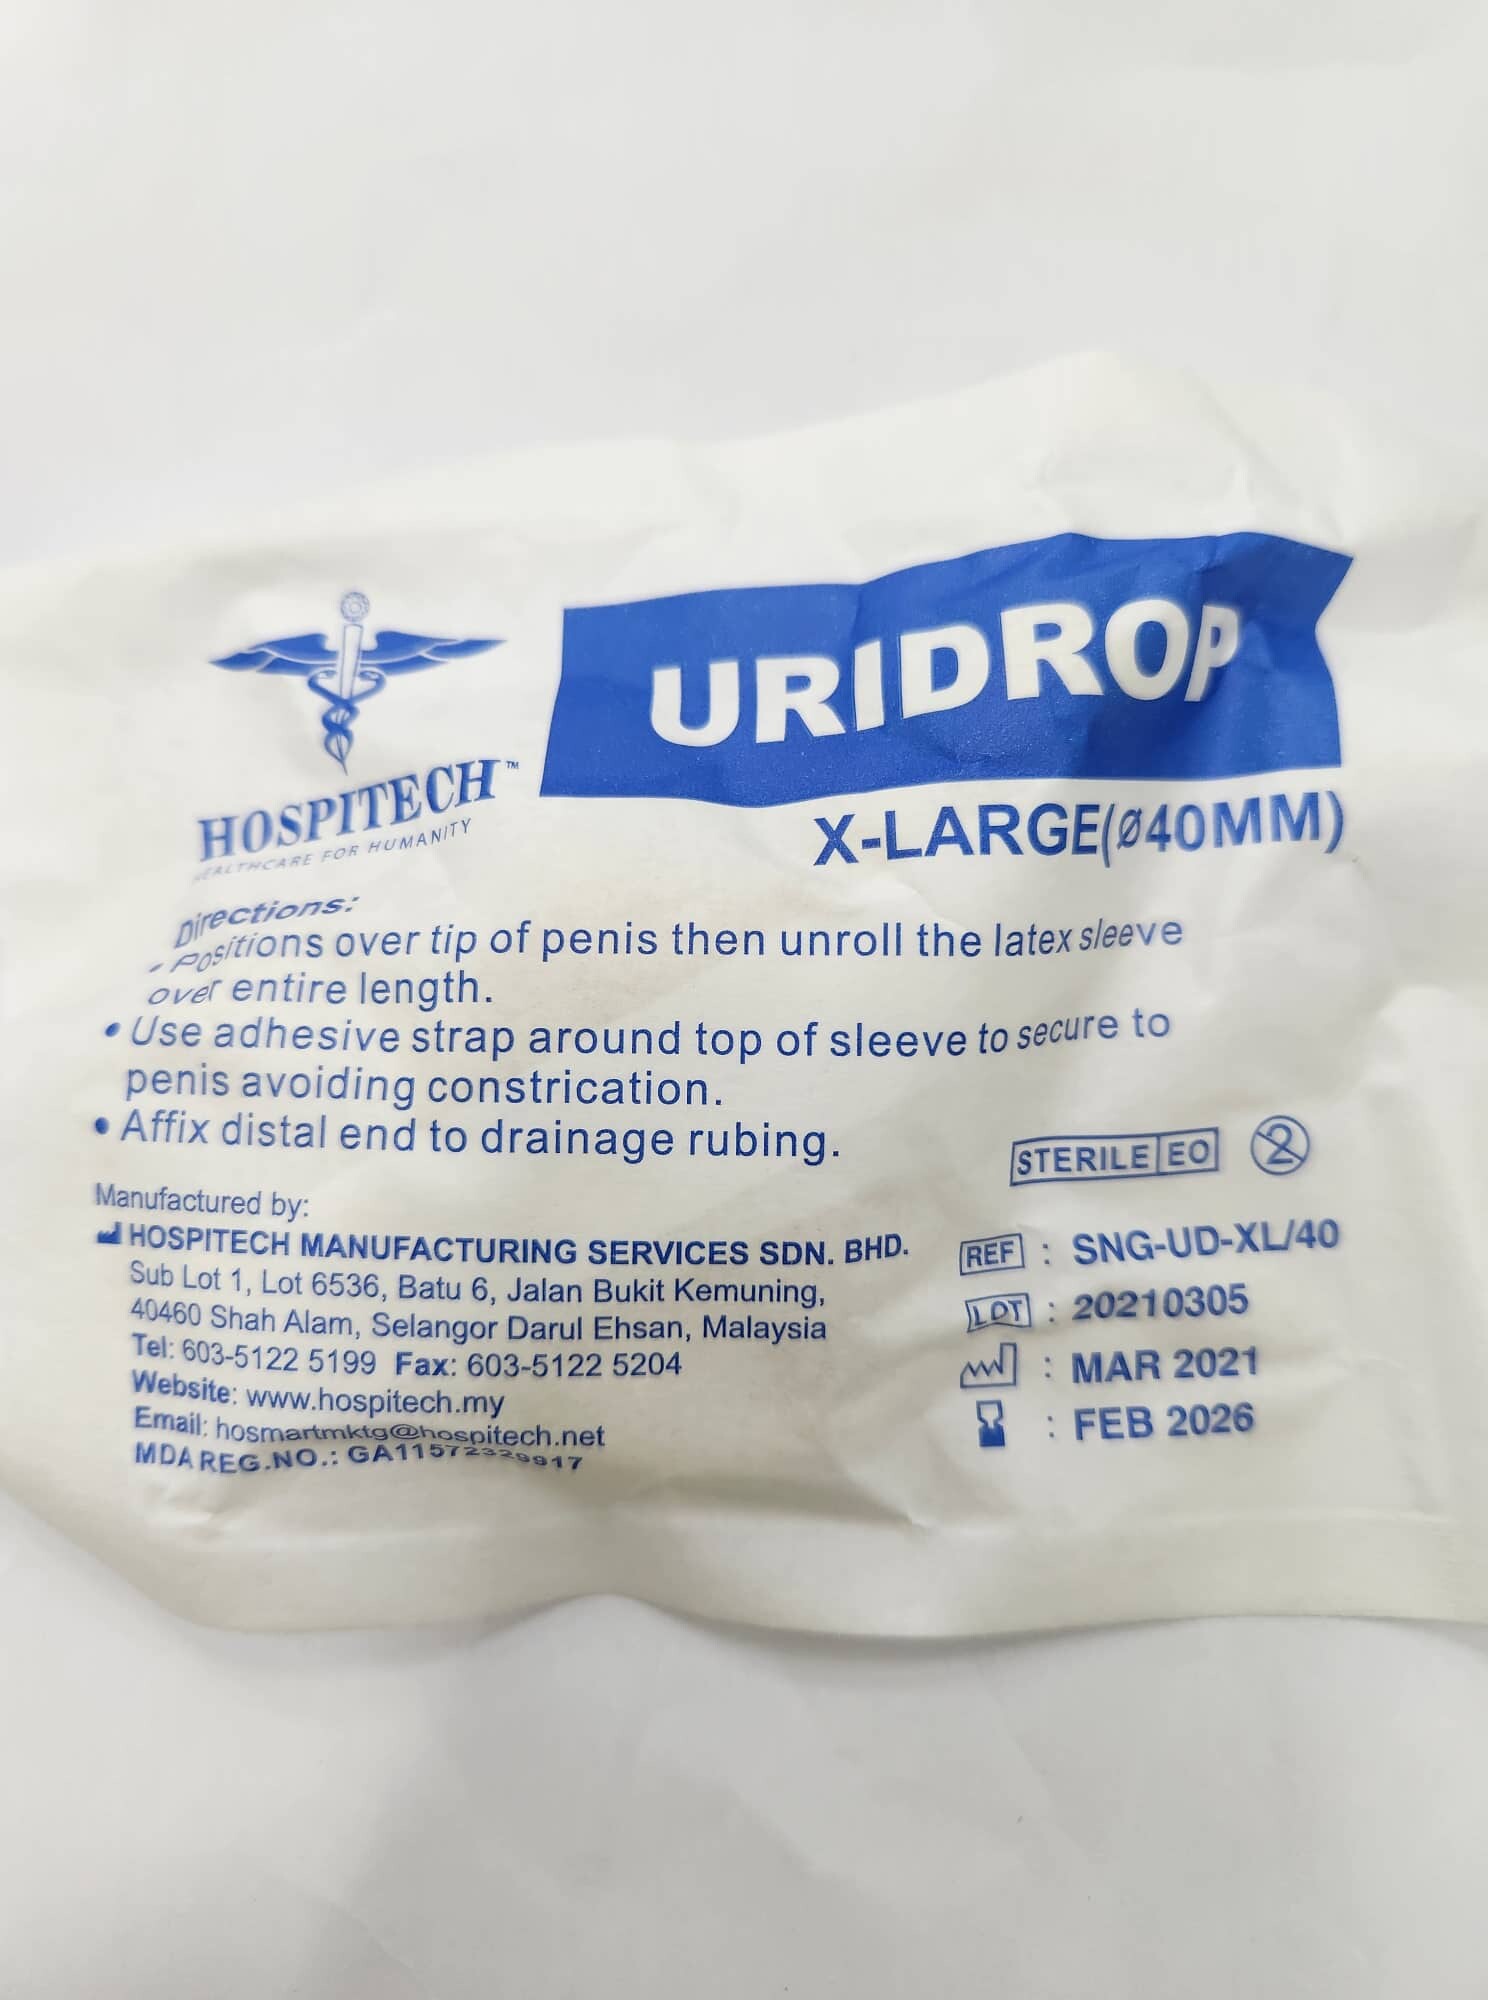 HOSPITECH™
HEALTHCARE FOR HUMANITY
URIDROP
X-LARGE(Ø40MM)
Directions:
Positions over tip of penis then unroll the latex sleeve
over entire length.
• Use adhesive strap around top of sleeve to secure to
penis avoiding constrication.
• Affix distal end to drainage rubing.
STERILE EO 2
Manufactured by:
HOSPITECH MANUFACTURING SERVICES SDN. BHD.
Sub Lot 1, Lot 6536, Batu 6, Jalan Bukit Kemuning,
40460 Shah Alam, Selangor Darul Ehsan, Malaysia
Tel: 603-5122 5199 Fax: 603-5122 5204
Website: www.hospitech.my
Email: hosmartmktg@hospitech.net
MDA REG.NO.:
REF : SNG-UD-XL/40
LOT : 20210305
: MAR 2021
: FEB 2026